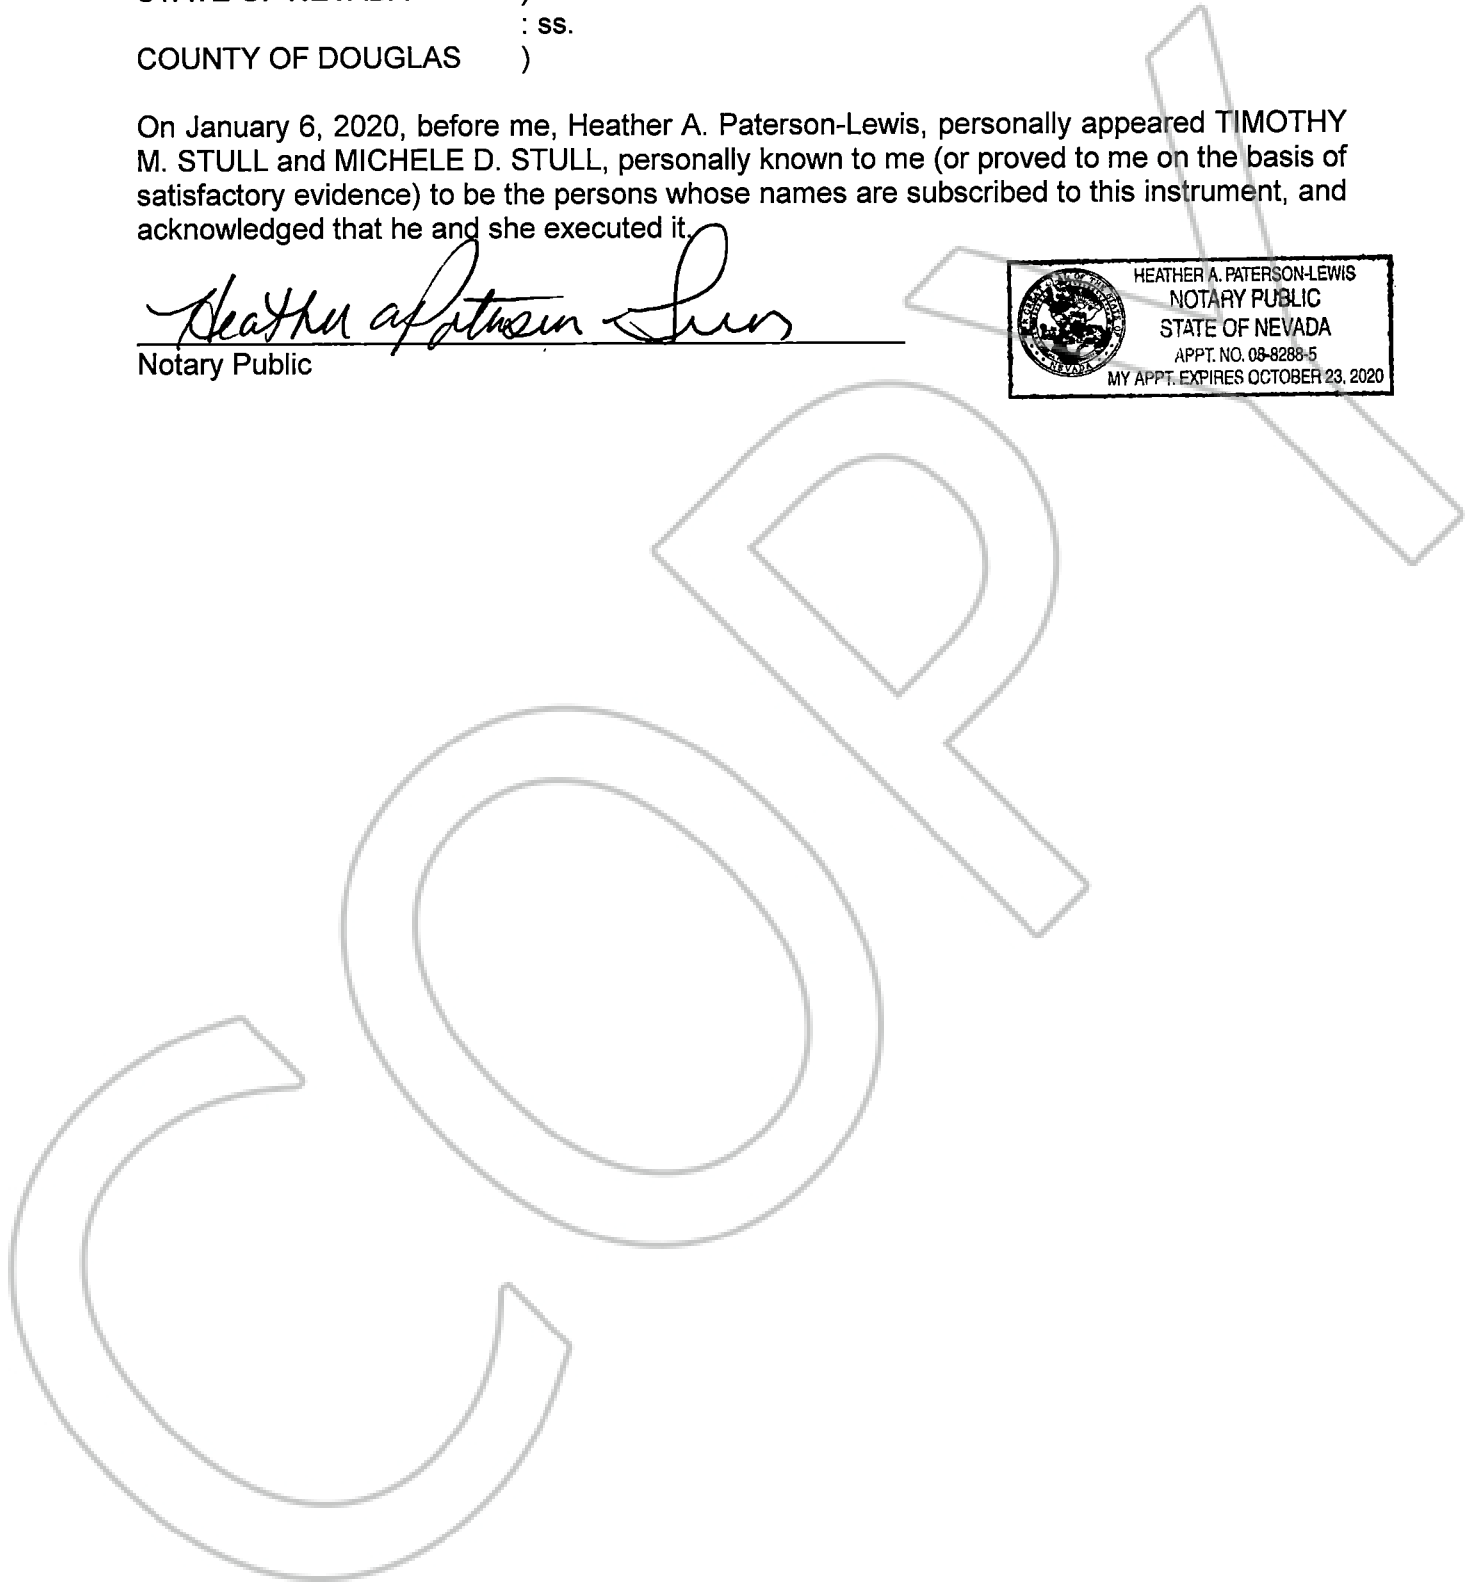 STATE OF NEVADA )
: ss.
COUNTY OF DOUGLAS )
On January 6, 2020, before me, Heather A. Paterson-Lewis, personally appeared TIMOTHY
M. STULL and MICHELE D. STULL, personally known to me (or proved to me on the basis of
satisfactory evidence) to be the persons whose names are subscribed to this instrument, and
acknowledged that he and she executed it.
Heather A Paterson-Lewis
Notary Public
HEATHER A. PATERSON-LEWIS
NOTARY PUBLIC
STATE OF NEVADA
APPT. NO. 08-8288-5
MY APPT. EXPIRES OCTOBER 23, 2020
NEVADA
COPY